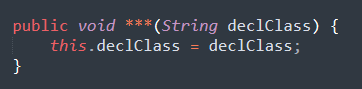 public void ***(String declClass) {
    this.declClass = declClass;
}